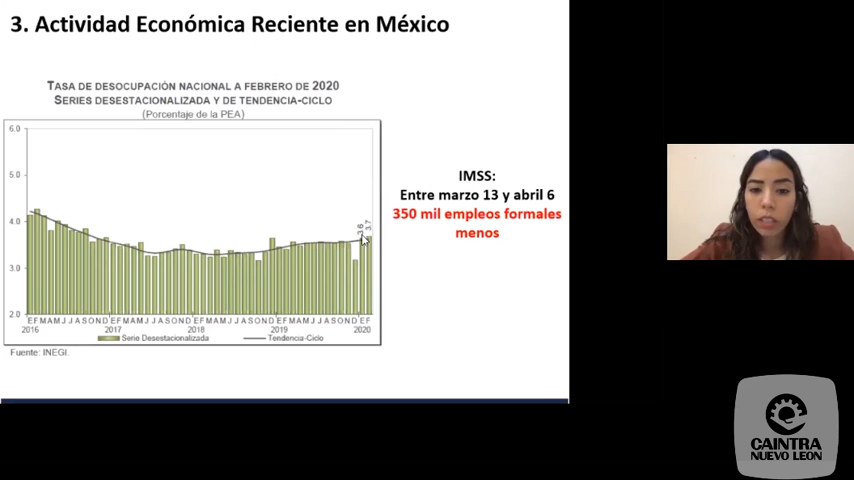 3. Actividad Económica Reciente en México
TASA DE DESOCUPACIÓN NACIONAL A FEBRERO DE 2020
SERIES DESESTACIONALIZADA Y DE TENDENCIA-CICLO
(Porcentaje de la PEA)
6.0
5.0
4.0
3.0
2.0
3.6
3.7
E F M A M J J A S O N D E F M A M J J A S O N D E F M A M J J A S O N D E F M A M J J A S O N D E F
2016 2017 2018 2019 2020
Serie Desestacionalizada Tendencia-Ciclo
Fuente: INEGI.
IMSS:
Entre marzo 13 y abril 6
350 mil empleos formales
menos
CAINTRA
NUEVO LEÓN